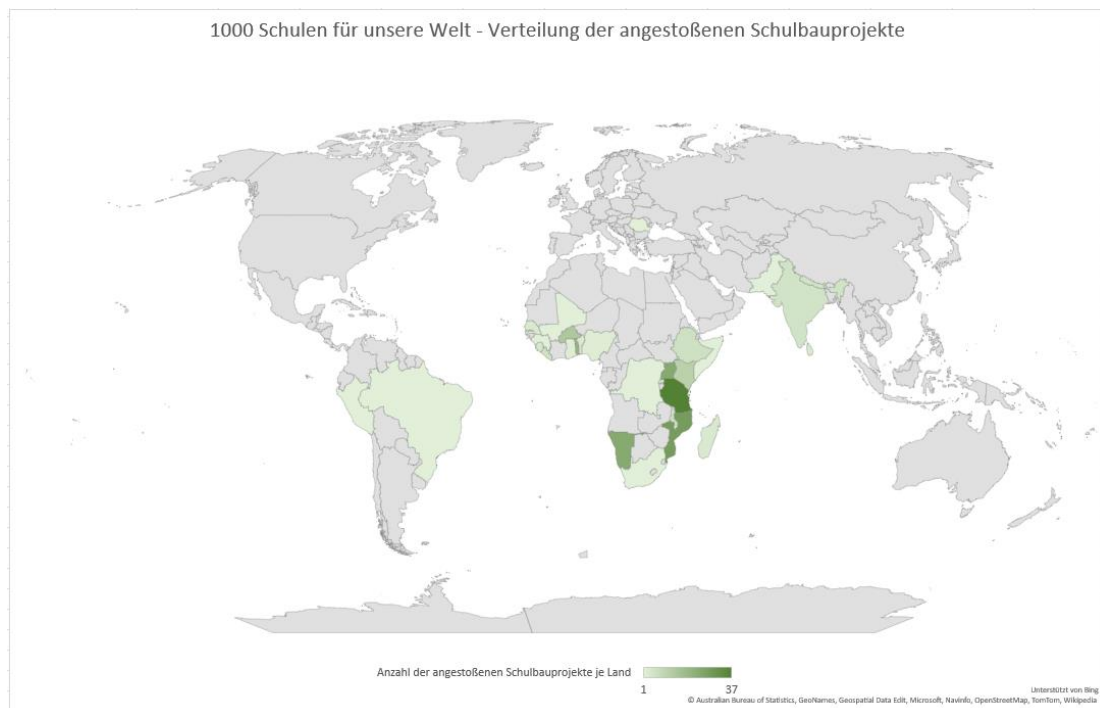 1000 Schulen für unsere Welt - Verteilung der angestoßenen Schulbauprojekte
Anzahl der angestoßenen Schulbauprojekte je Land
1 37
Unterstützt von Bing
© Australian Bureau of Statistics, GeoNames, Geospatial Data Edit, Microsoft, Navinfo, OpenStreetMap, TomTom, Wikipedia